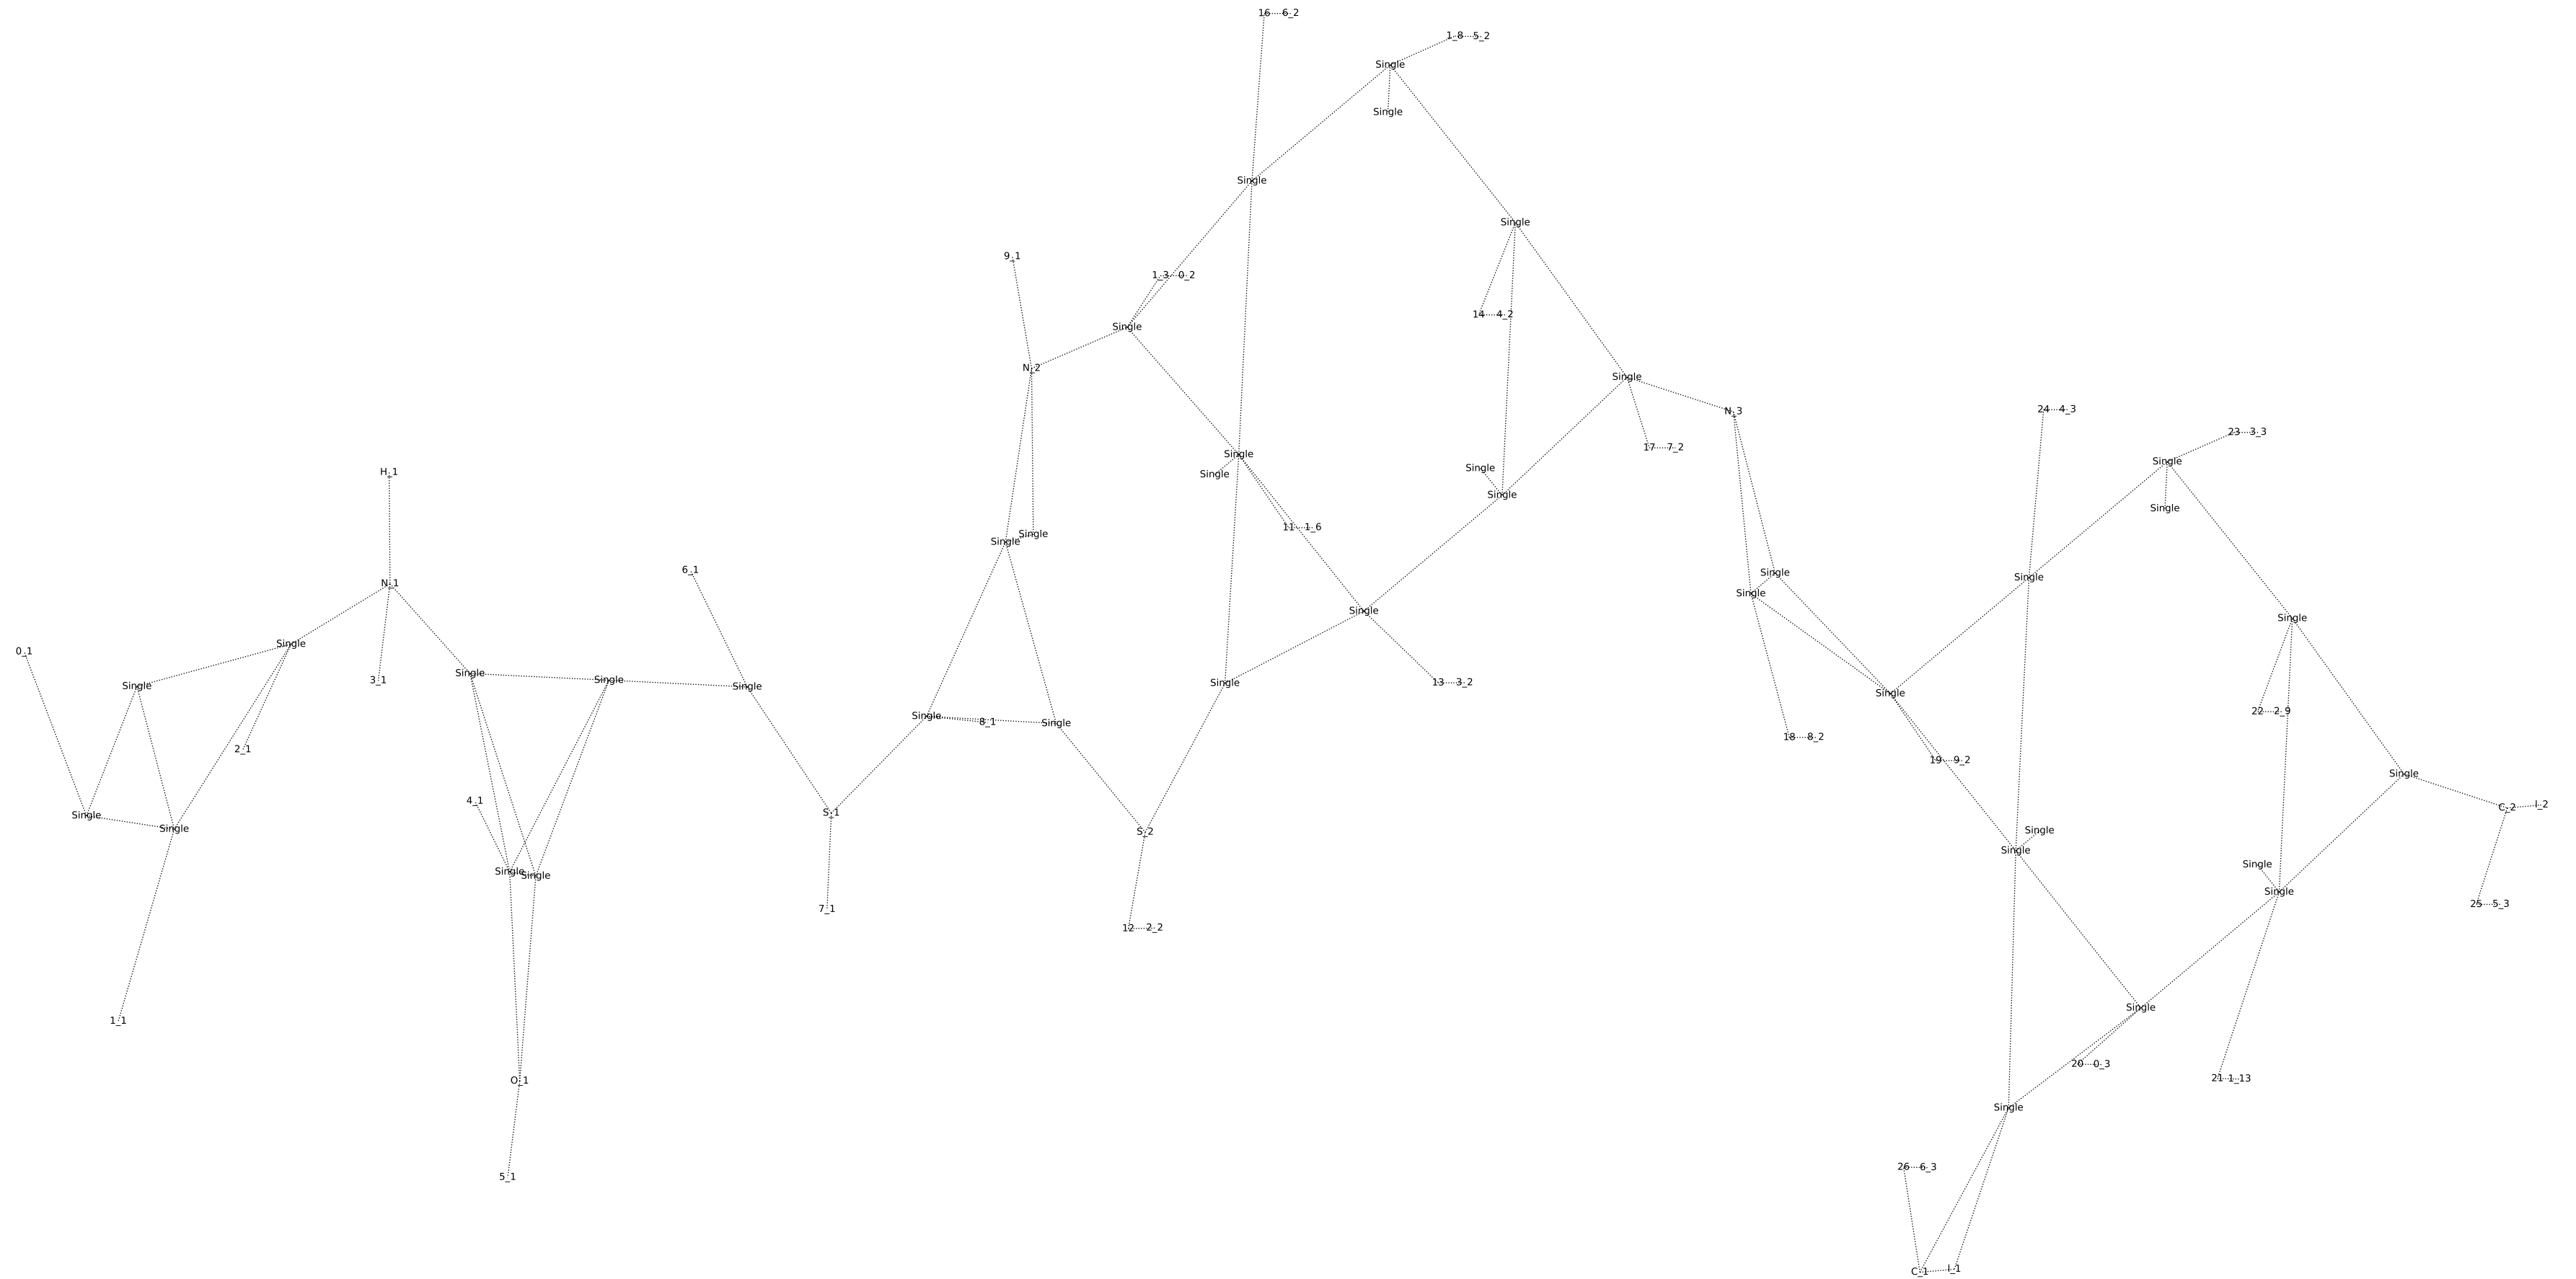 16 6_2
1_8 5_2
Single
Single
Single
Single
9_1
1_3 0_2
14 4_2
Single
N_2
Single
N_3
24 4_3
23 3_3
17 7_2
Single
Single
Single
H_1
Single
Single
Single
11 1_6
Single
Single
6_1
Single
Single
N_1
Single
Single
Single
0_1
Single
Single
3_1
Single
Single
Single
Single
Single
13 3_2
Single
22 2_9
8_1
Single
18 8_2
2_1
19 9_2
Single
4_1
I_2
C_2
S_1
Single
Single
Single
S_2
Single
Single
Single
Single
Single
25 5_3
7_1
12 2_2
Single
1_1
20 0_3
21 1_13
O_1
Single
26 6_3
5_1
C_1
I_1